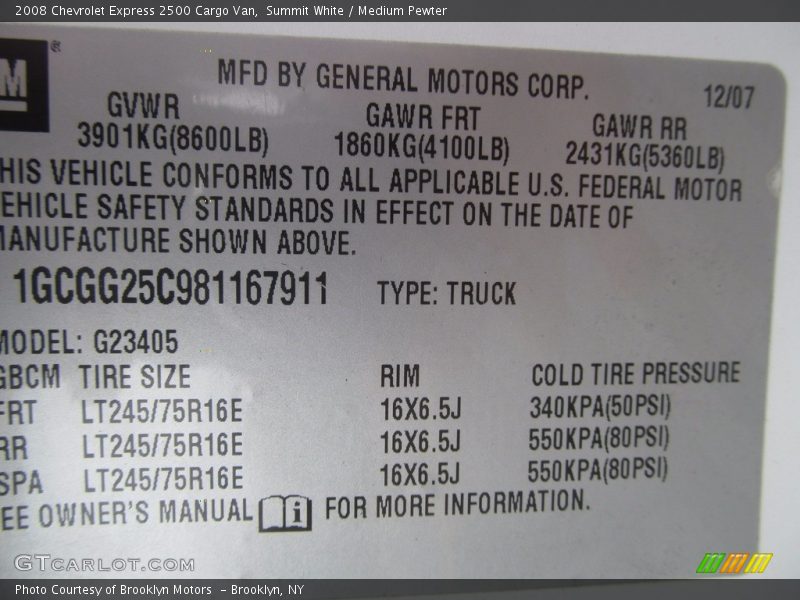 2008 Chevrolet Express 2500 Cargo Van,  Summit White / Medium Pewter
M ®
MFD BY GENERAL MOTORS CORP.
12/07
GVWR GAWR FRT GAWR RR
3901KG(8600LB) 1860KG(4100LB) 2431KG(5360LB)
HIS VEHICLE CONFORMS TO ALL APPLICABLE U.S. FEDERAL MOTOR
EHICLE SAFETY STANDARDS IN EFFECT ON THE DATE OF
MANUFACTURE SHOWN ABOVE.
1GCGG25C981167911 TYPE: TRUCK
MODEL: G23405
GBCM TIRE SIZE RIM COLD TIRE PRESSURE
FRT LT245/75R16E 16X6.5J 340KPA(50PSI)
RR LT245/75R16E 16X6.5J 550KPA(80PSI)
SPA LT245/75R16E 16X6.5J 550KPA(80PSI)
EE OWNER'S MANUAL i FOR MORE INFORMATION.
GTCARLOT.COM
Photo Courtesy of Brooklyn Motors  - Brooklyn, NY